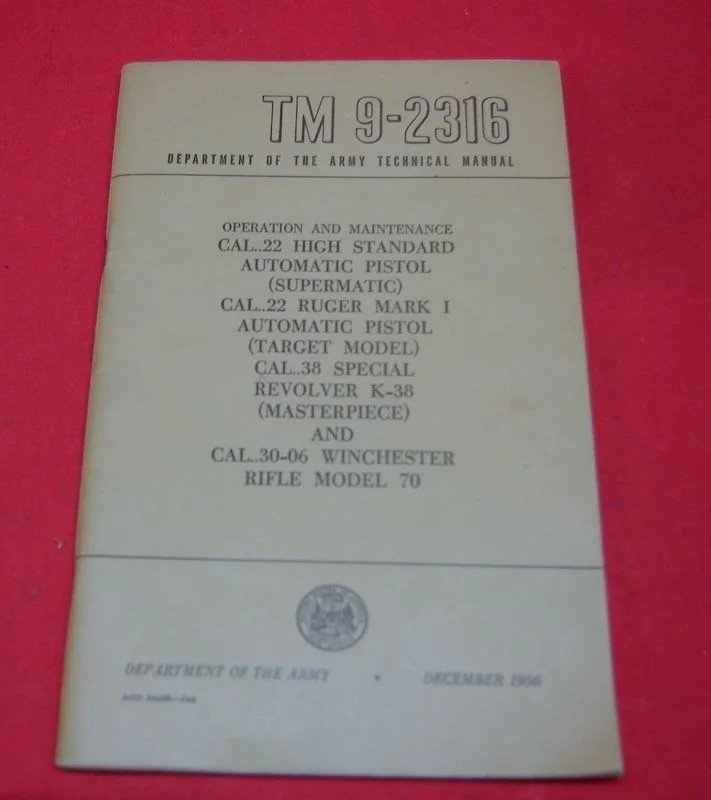 TM 9-2316
DEPARTMENT OF THE ARMY TECHNICAL MANUAL
OPERATION AND MAINTENANCE
CAL..22 HIGH STANDARD
AUTOMATIC PISTOL
(SUPERMATIC)
CAL..22 RUGER MARK I
AUTOMATIC PISTOL
(TARGET MODEL)
CAL..38 SPECIAL
REVOLVER K-38
(MASTERPIECE)
AND
CAL..30-06 WINCHESTER
RIFLE MODEL 70
DEPARTMENT OF THE ARMY • DECEMBER 1956